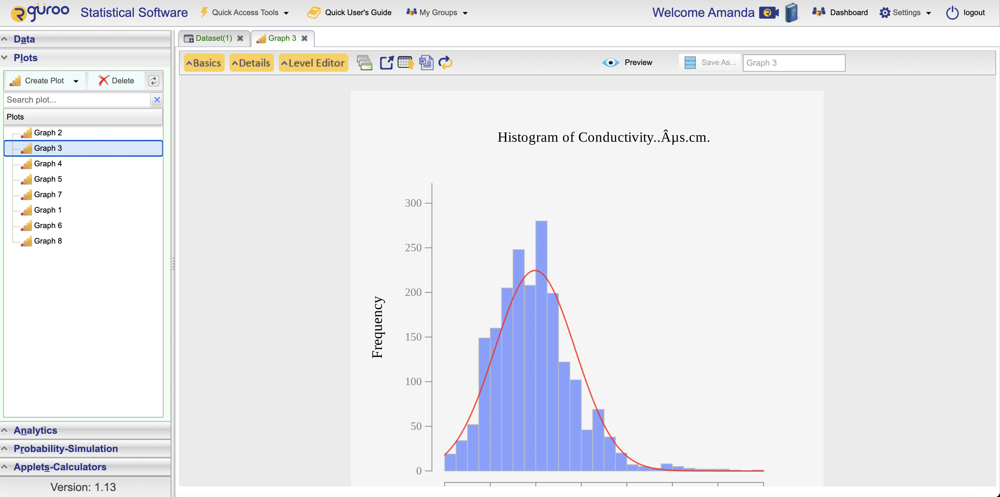 Rgüroo Statistical Software Quick Access Tools Quick User's Guide My Groups Welcome Amanda Dashboard Settings logout
Data
Plots
Create Plot Delete
Search plot...
Plots
Graph 2
Graph 3
Graph 4
Graph 5
Graph 7
Graph 1
Graph 6
Graph 8
Analytics
Probability-Simulation
Applets-Calculators
Version: 1.13
Dataset(1) Graph 3
Basics Details Level Editor Preview Save As... Graph 3
Histogram of Conductivity..Âµs.cm.
Frequency
300
250
200
150
100
50
0